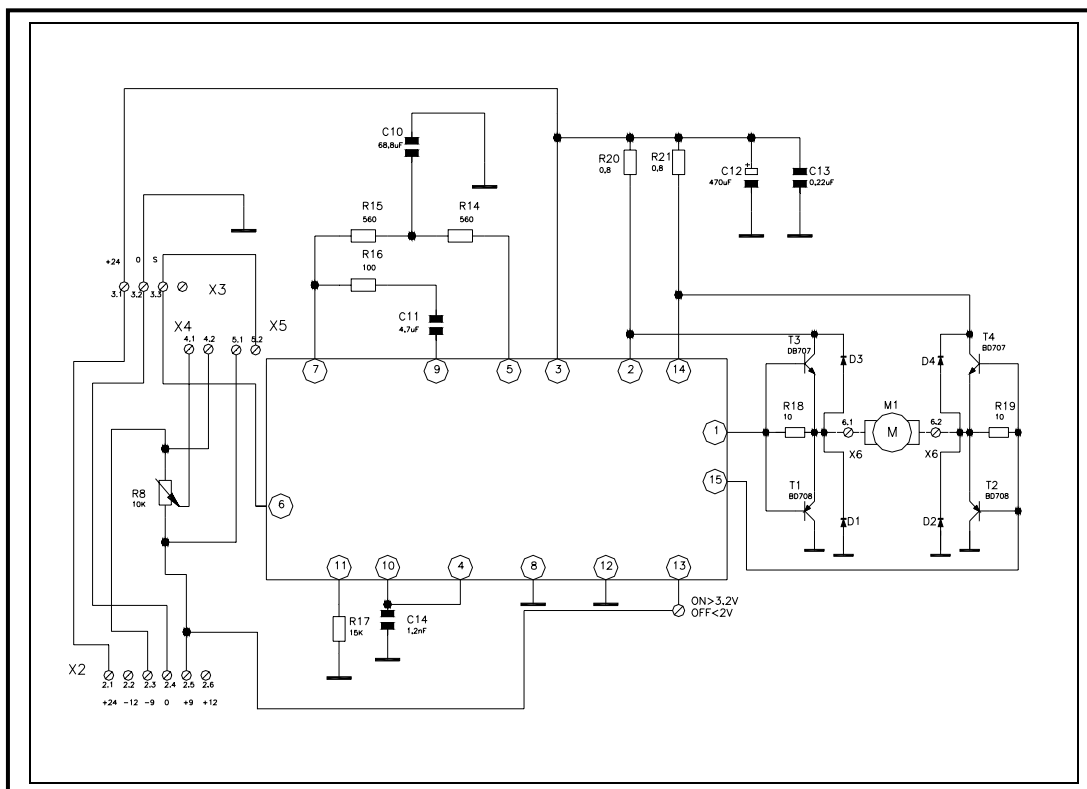 C10
68,8uF
R20
0,8
R21
0,8
+
C12
470uF
C13
0,22uF
R15
560
R14
560
R16
100
+24 0 S
3.1 3.2 3.3
X3
C11
4,7uF
X4
X5
4.1 4.2 5.1 5.2
7 9 5 3 2 14
T3
DB707
D3
T4
BD707
D4
R18
10
M1
M
R19
10
6.1
6.2
X6
X6
1
15
R8
10K
6
T1
BD708
D1
T2
BD708
D2
11 10 4 8 12 13
R17
15K
C14
1,2nF
ON>3.2V
OFF<2V
X2
2.1 2.2 2.3 2.4 2.5 2.6
+24 -12 -9 0 +9 +12